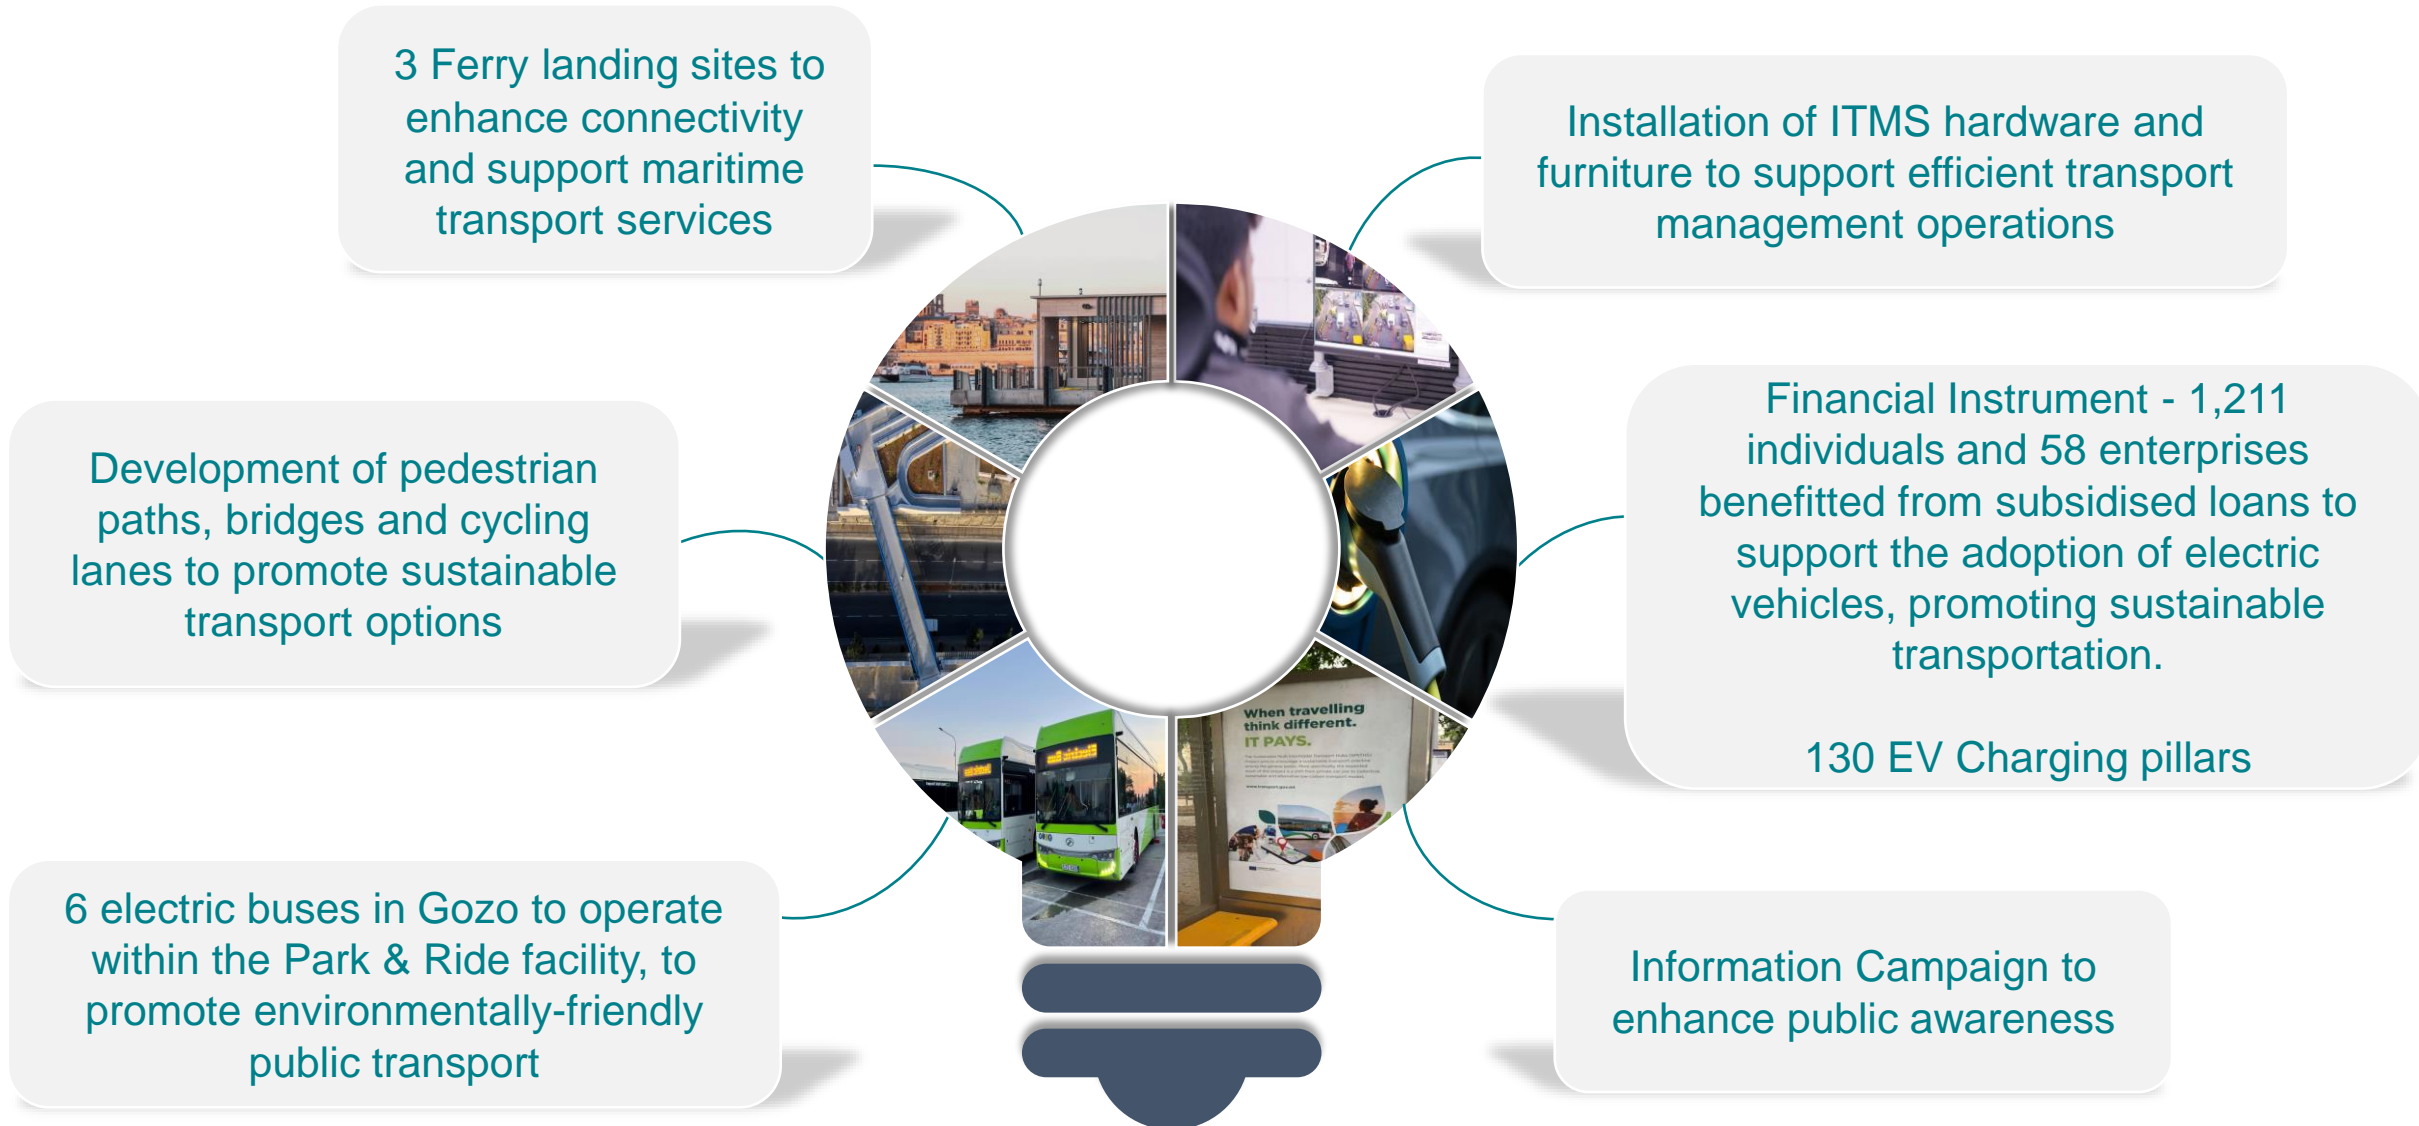 3 Ferry landing sites to
enhance connectivity
and support maritime
transport services
Installation of ITMS hardware and
furniture to support efficient transport
management operations
Development of pedestrian
paths, bridges and cycling
lanes to promote sustainable
transport options
Financial Instrument - 1,211
individuals and 58 enterprises
benefitted from subsidised loans to
support the adoption of electric
vehicles, promoting sustainable
transportation.
130 EV Charging pillars
6 electric buses in Gozo to operate
within the Park & Ride facility, to
promote environmentally-friendly
public transport
Information Campaign to
enhance public awareness
Electric Bus
Electric Bus
When travelling
think different.
IT PAYS.